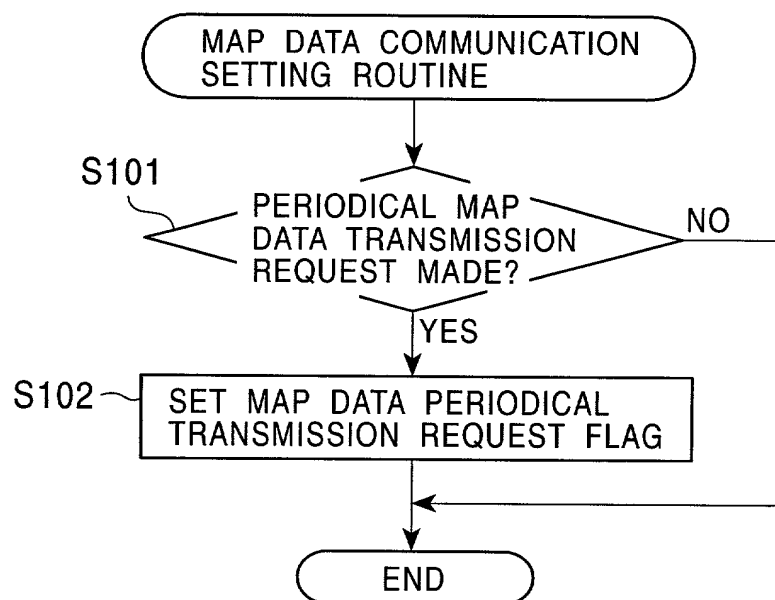 MAP DATA COMMUNICATION
SETTING ROUTINE
S101
PERIODICAL MAP
DATA TRANSMISSION
REQUEST MADE?
NO
YES
S102
SET MAP DATA PERIODICAL
TRANSMISSION REQUEST FLAG
END